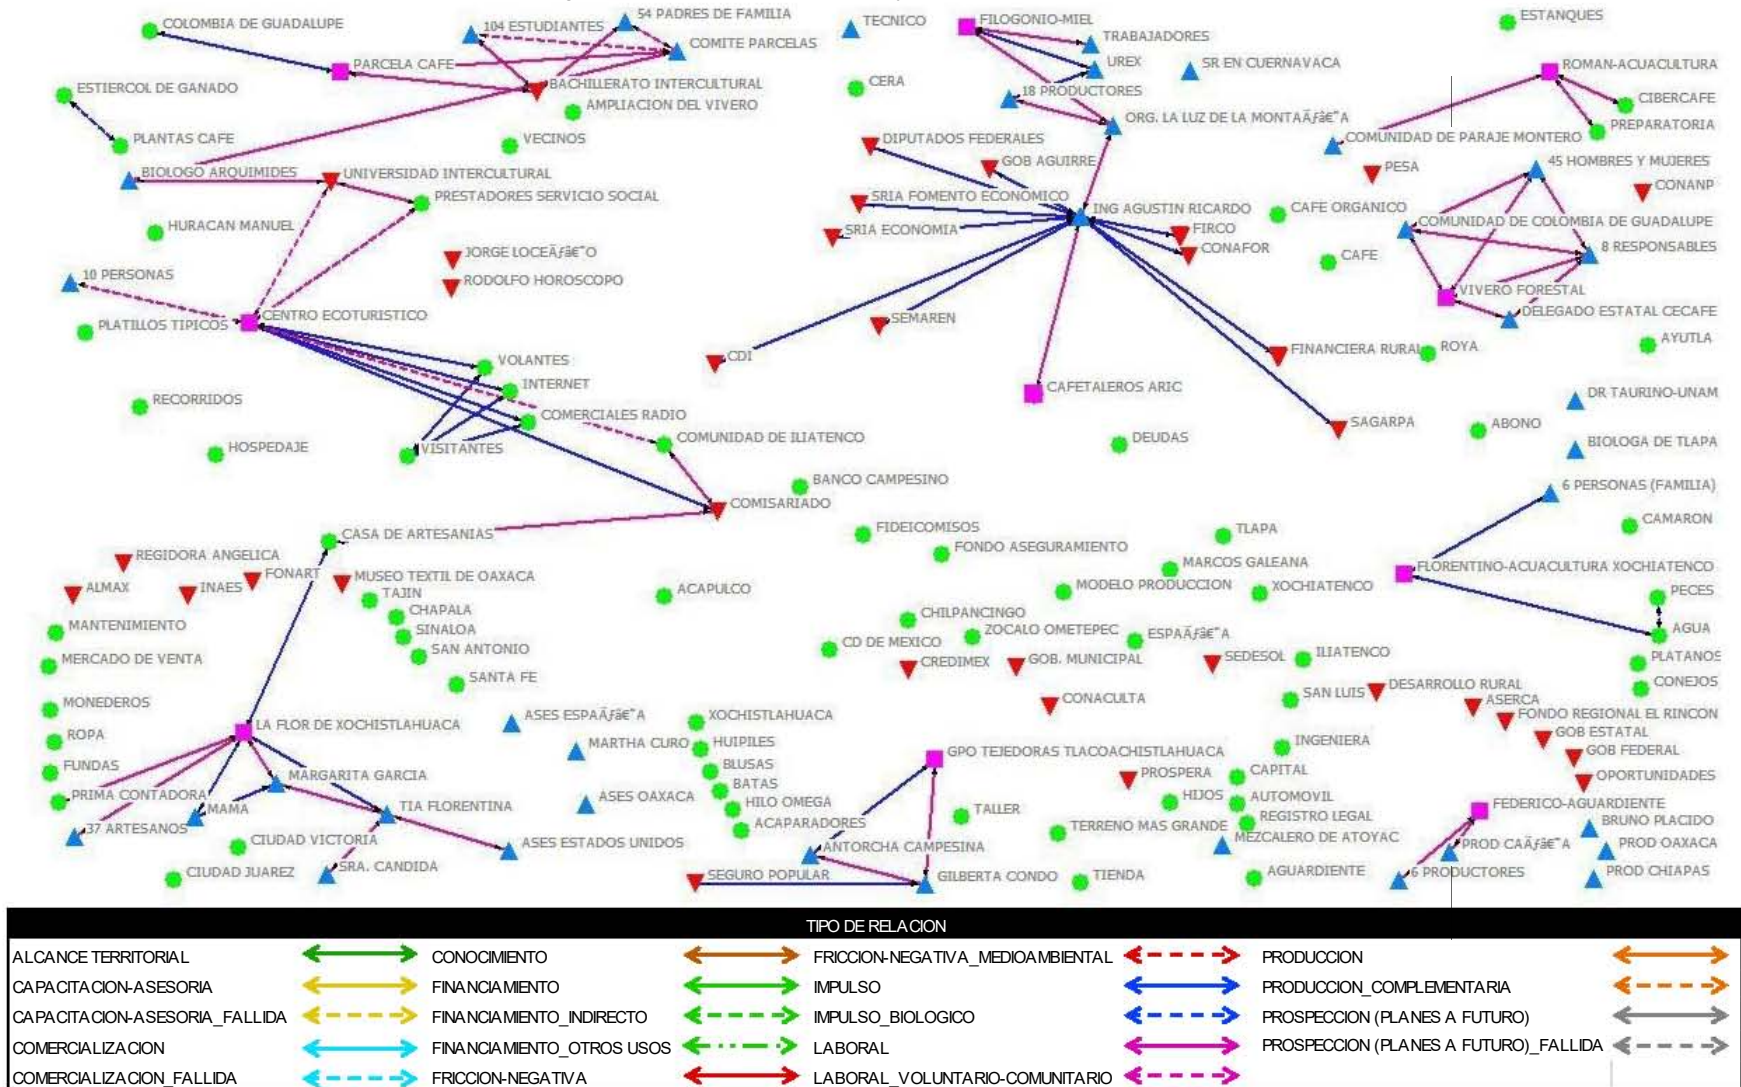 COLOMBIA DE GUADALUPE
104 ESTUDIANTES
54 PADRES DE FAMILIA
COMITE PARCELAS
TECNICO
FILOGONIO-MIEL
TRABAJADORES
UREX
SR EN CUERNAVACA
ESTANQUES
ROMAN-ACUACULTURA
PARCELA CAFE
BACHILLERATO INTERCULTURAL
ESTIERCOL DE GANADO
AMPLIACION DEL VIVERO
CERA
18 PRODUCTORES
ORG. LA LUZ DE LA MONTAÃƒâ€˜A
CIBERCAFE
PREPARATORIA
COMUNIDAD DE PARAJE MONTERO
PLANTAS CAFE
VECINOS
DIPUTADOS FEDERALES
GOB AGUIRRE
45 HOMBRES Y MUJERES
PESA
CONANP
BIOLOGO ARQUIMIDES
UNIVERSIDAD INTERCULTURAL
PRESTADORES SERVICIO SOCIAL
SRIA FOMENTO ECONOMICO
ING AGUSTIN RICARDO
CAFE ORGANICO
COMUNIDAD DE COLOMBIA DE GUADALUPE
HURACAN MANUEL
SRIA ECONOMIA
FIRCO
CONAFOR
8 RESPONSABLES
JORGE LOCEÃƒâ€˜O
RODOLFO HOROSCOPO
CAFE
10 PERSONAS
VIVERO FORESTAL
CENTRO ECOTURISTICO
PLATILLOS TIPICOS
SEMAREN
DELEGADO ESTATAL CECAFE
VOLANTES
CDI
FINANCIERA RURAL
ROYA
AYUTLA
INTERNET
CAFETALEROS ARIC
DR TAURINO-UNAM
RECORRIDOS
COMERCIALES RADIO
SAGARPA
ABONO
HOSPEDAJE
VISITANTES
COMUNIDAD DE ILIATENCO
DEUDAS
BIOLOGA DE TLAPA
BANCO CAMPESINO
6 PERSONAS (FAMILIA)
COMISARIADO
CASA DE ARTESANIAS
FIDEICOMISOS
TLAPA
CAMARON
REGIDORA ANGELICA
FONDO ASEGURAMIENTO
MARCOS GALEANA
FLORENTINO-ACUACULTURA XOCHIATENCO
ALMAX
INAES
FONART
MUSEO TEXTIL DE OAXACA
TAJIN
ACAPULCO
MODELO PRODUCCION
XOCHIATENCO
PECES
CHAPALA
CHILPANCINGO
MANTENIMIENTO
SINALOA
CD DE MEXICO
ZOCALO OMETEPEC
ESPAÃƒâ€˜A
AGUA
MERCADO DE VENTA
SAN ANTONIO
CREDIMEX
GOB. MUNICIPAL
SEDESOL
ILIATENCO
PLATANOS
SANTA FE
CONEJOS
MONEDEROS
CONACULTA
SAN LUIS
DESARROLLO RURAL
ASERCA
LA FLOR DE XOCHISTLAHUACA
ASES ESPAÃƒâ€˜A
XOCHISTLAHUACA
FONDO REGIONAL EL RINCON
ROPA
MARTHA CURO
HUIPILES
GPO TEJEDORAS TLACOACHISTLAHUACA
INGENIERA
GOB ESTATAL
GOB FEDERAL
FUNDAS
MARGARITA GARCIA
BLUSAS
BATAS
PROSPERA
CAPITAL
OPORTUNIDADES
PRIMA CONTADORA
MAMA
TIA FLORENTINA
ASES OAXACA
HILO OMEGA
TALLER
HIJOS
AUTOMOVIL
FEDERICO-AGUARDIENTE
37 ARTESANOS
ACAPARADORES
TERRENO MAS GRANDE
REGISTRO LEGAL
BRUNO PLACIDO
CIUDAD VICTORIA
ASES ESTADOS UNIDOS
ANTORCHA CAMPESINA
MEZCALERO DE ATOYAC
PROD CAÃƒâ€˜A
PROD OAXACA
CIUDAD JUAREZ
SRA. CANDIDA
SEGURO POPULAR
GILBERTA CONDO
TIENDA
AGUARDIENTE
6 PRODUCTORES
PROD CHIAPAS
TIPO DE RELACION
ALCANCE TERRITORIAL CONOCIMIENTO FRICCION-NEGATIVA_MEDIOAMBIENTAL PRODUCCION
CAPACITACION-ASESORIA FINANCIAMIENTO IMPULSO PRODUCCION_COMPLEMENTARIA
CAPACITACION-ASESORIA_FALLIDA FINANCIAMIENTO_INDIRECTO IMPULSO_BIOLOGICO PROSPECCION (PLANES A FUTURO)
COMERCIALIZACION FINANCIAMIENTO_OTROS USOS LABORAL PROSPECCION (PLANES A FUTURO)_FALLIDA
COMERCIALIZACION_FALLIDA FRICCION-NEGATIVA LABORAL_VOLUNTARIO-COMUNITARIO